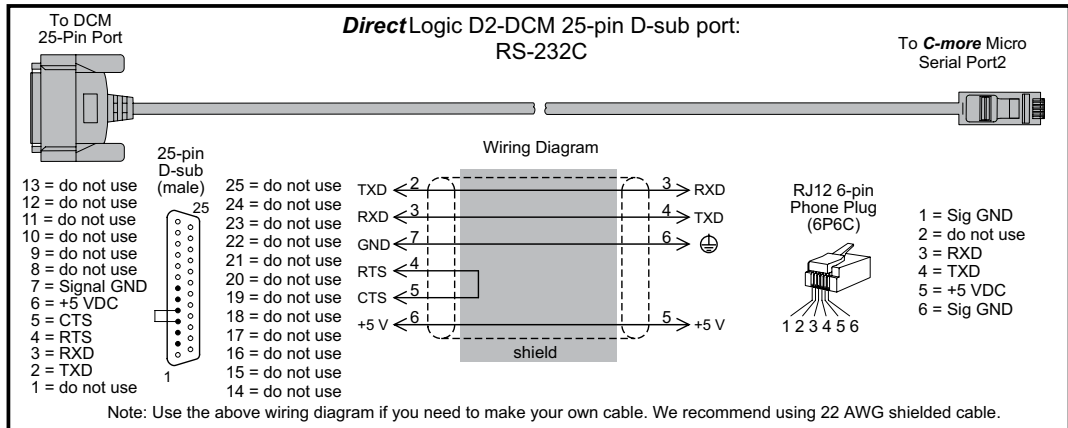 To DCM
25-Pin Port
DirectLogic D2-DCM 25-pin D-sub port:
RS-232C
To C-more Micro
Serial Port2
25-pin
D-sub
(male)
25
1
13 = do not use
12 = do not use
11 = do not use
10 = do not use
9 = do not use
8 = do not use
7 = Signal GND
6 = +5 VDC
5 = CTS
4 = RTS
3 = RXD
2 = TXD
1 = do not use
25 = do not use
24 = do not use
23 = do not use
22 = do not use
21 = do not use
20 = do not use
19 = do not use
18 = do not use
17 = do not use
16 = do not use
15 = do not use
14 = do not use
Wiring Diagram
TXD 2 3 RXD
RXD 3 4 TXD
GND 7 6
RTS 4
CTS 5
+5 V 6 5 +5 V
shield
RJ12 6-pin
Phone Plug
(6P6C)
1 2 3 4 5 6
1 = Sig GND
2 = do not use
3 = RXD
4 = TXD
5 = +5 VDC
6 = Sig GND
Note: Use the above wiring diagram if you need to make your own cable. We recommend using 22 AWG shielded cable.